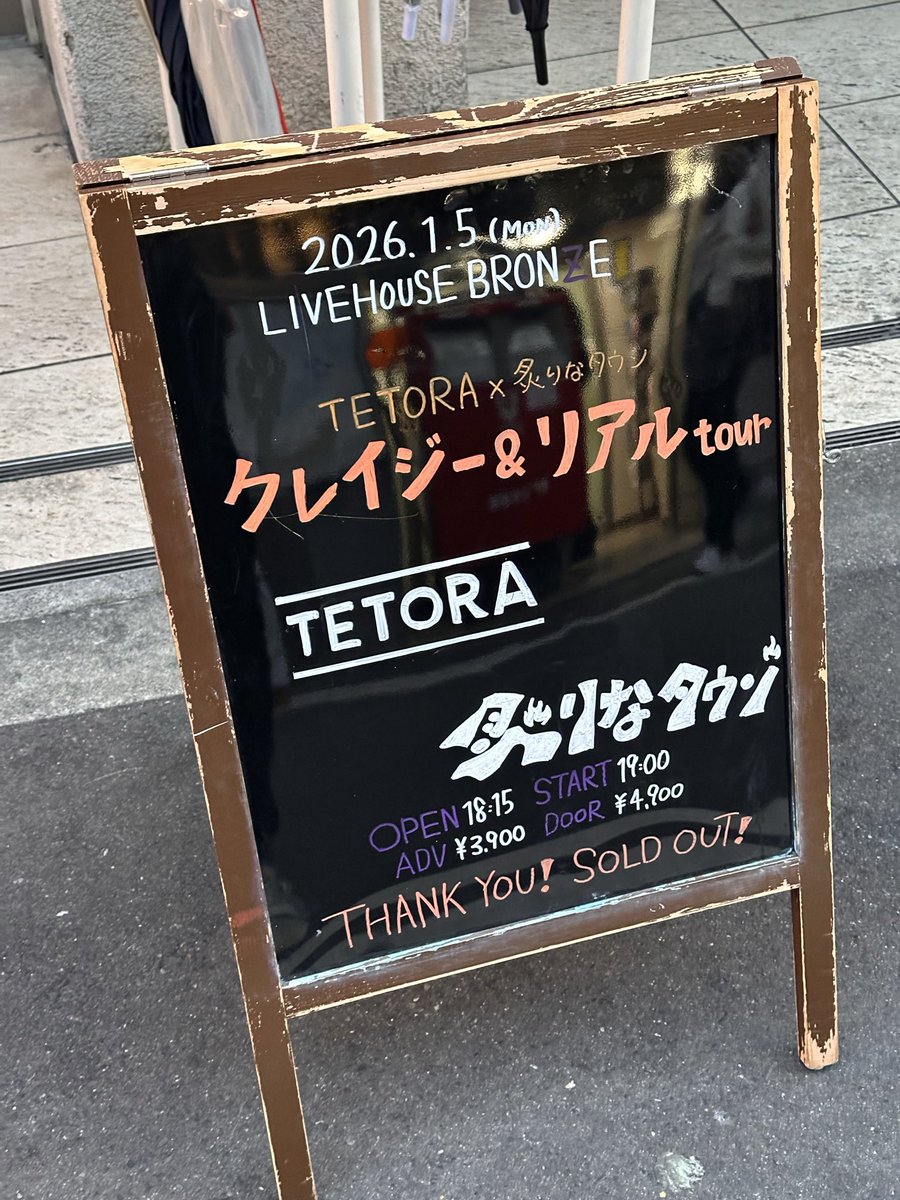 2026.1.5 (MON)
LIVEHOUSE BRONZE
TETORA × 炙りなタウン
クレイジー&リアル tour
TETORA
炙りなタウン
OPEN 18:15 START 19:00
ADV ¥3.900 DOOR ¥4.900
THANK YOU! SOLD OUT!